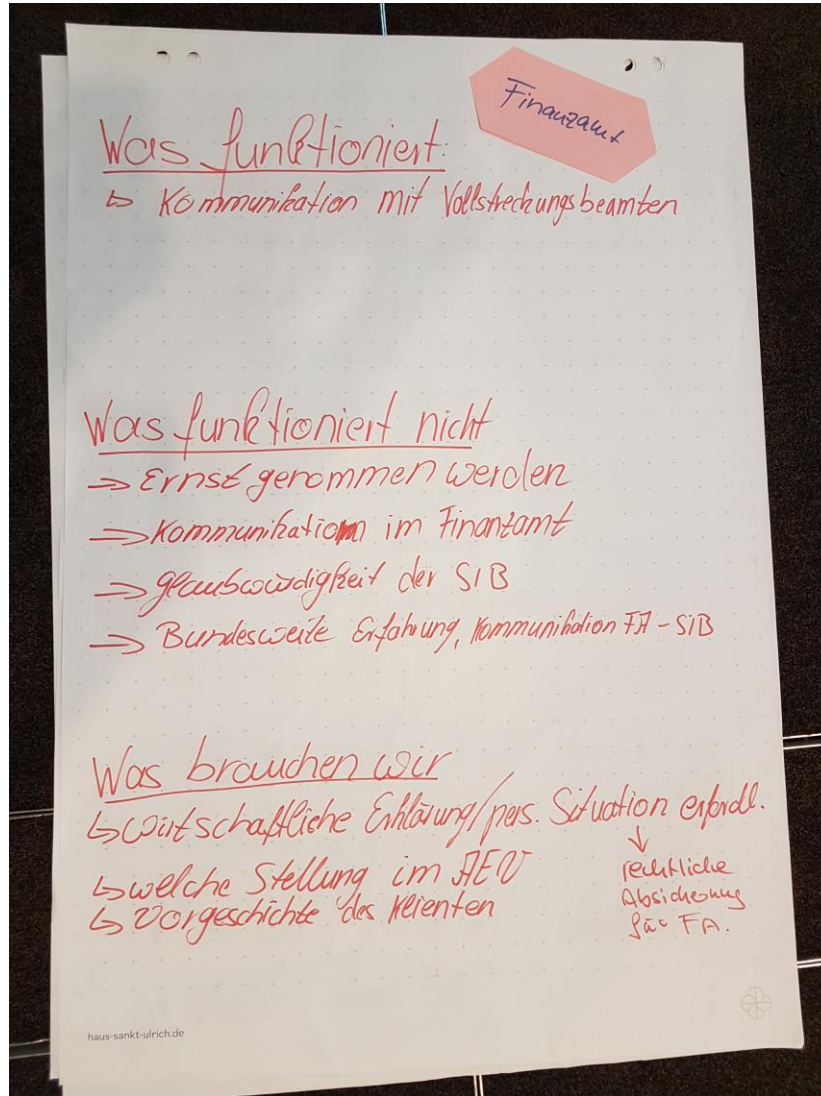 Finanzamt
Was funktioniert:
↳ Kommunikation mit Vollstreckungsbeamten
Was funktioniert nicht
→ Ernst genommen werden
→ Kommunikation im Finanzamt
→ glaubwürdigkeit der SIB
→ Bundesweite Erfahrung, Kommunikation FA - SIB
Was brauchen wir
↳ wirtschaftliche Erklärung/pers. Situation erfordl.
↓
rechtliche
Absicherung
für FA.
↳ welche Stellung im AEV
↳ Vorgeschichte des Klienten
haus-sankt-ulrich.de